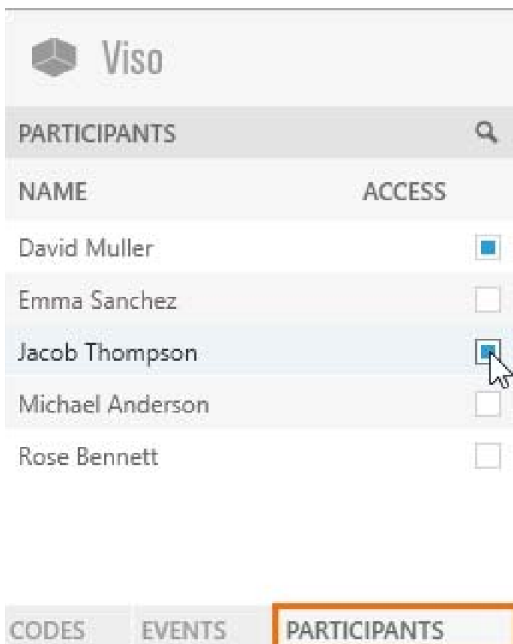 Viso
PARTICIPANTS
NAME ACCESS
David Muller
Emma Sanchez
Jacob Thompson
Michael Anderson
Rose Bennett
CODES EVENTS PARTICIPANTS